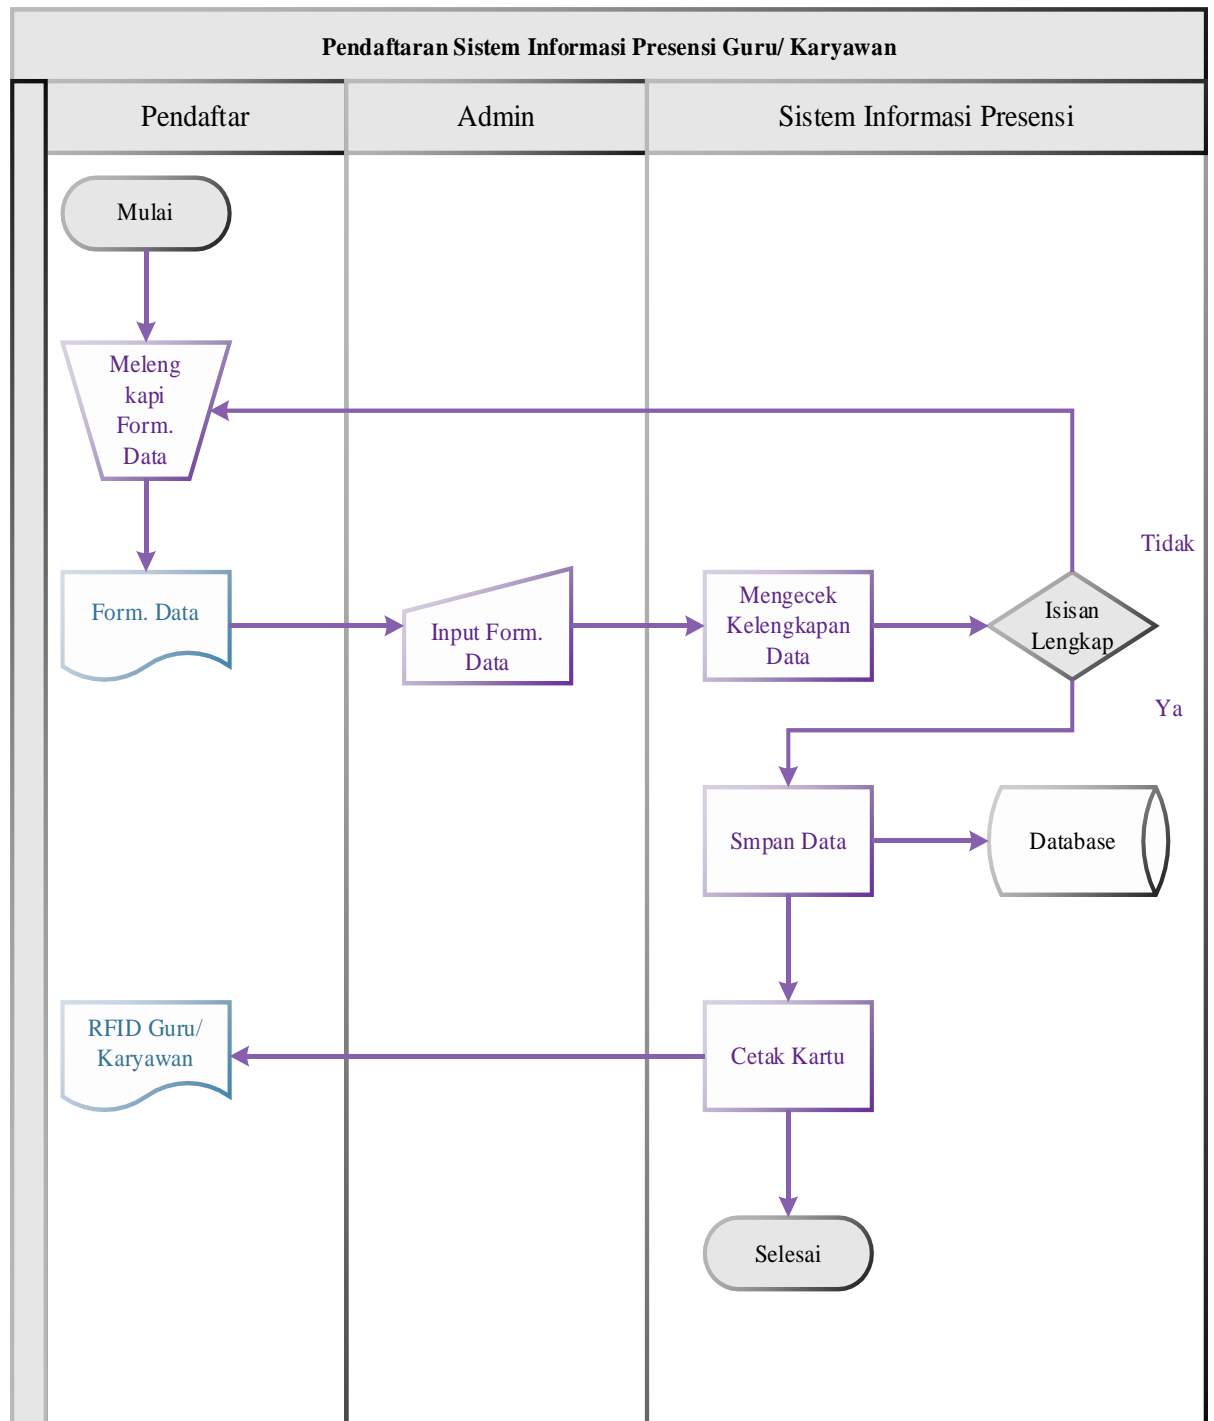 Pendaftaran Sistem Informasi Presensi Guru/ Karyawan
Pendaftar
Admin
Sistem Informasi Presensi
Mulai
Meleng
kapi
Form.
Data
Tidak
Form. Data
Input Form.
Data
Mengecek
Kelengkapan
Data
Isisan
Lengkap
Ya
Smpan Data
Database
RFID Guru/
Karyawan
Cetak Kartu
Selesai